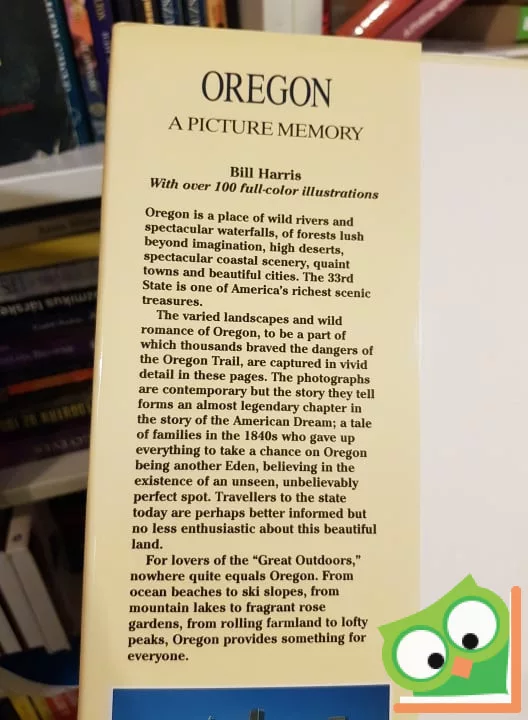 OREGON
A PICTURE MEMORY
Bill Harris
With over 100 full-color illustrations
Oregon is a place of wild rivers and
spectacular waterfalls, of forests lush
beyond imagination, high deserts,
spectacular coastal scenery, quaint
towns and beautiful cities. The 33rd
State is one of America's richest scenic
treasures.
The varied landscapes and wild
romance of Oregon, to be a part of
which thousands braved the dangers of
the Oregon Trail, are captured in vivid
detail in these pages. The photographs
are contemporary but the story they tell
forms an almost legendary chapter in
the story of the American Dream; a tale
of families in the 1840s who gave up
everything to take a chance on Oregon
being another Eden, believing in the
existence of an unseen, unbelievably
perfect spot. Travellers to the state
today are perhaps better informed but
no less enthusiastic about this beautiful
land.
For lovers of the “Great Outdoors,”
nowhere quite equals Oregon. From
ocean beaches to ski slopes, from
mountain lakes to fragrant rose
gardens, from rolling farmland to lofty
peaks, Oregon provides something for
everyone.